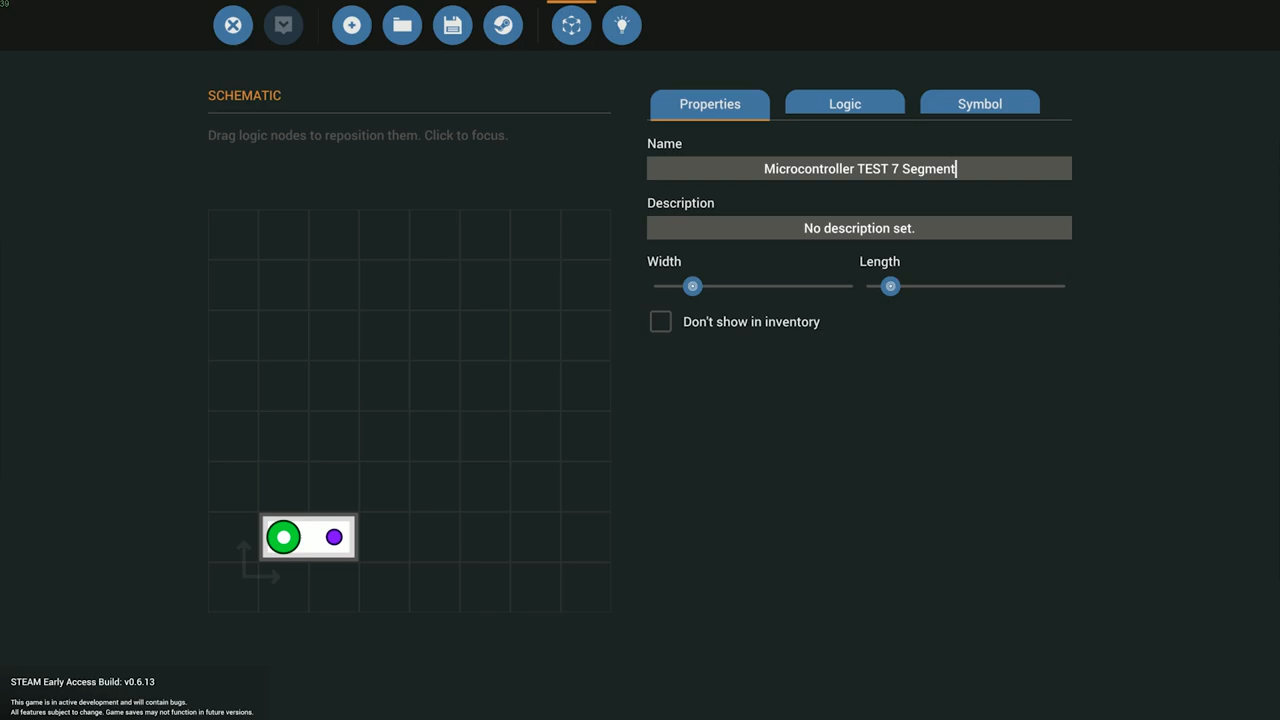 39
SCHEMATIC
Drag logic nodes to reposition them. Click to focus.
Properties
Logic
Symbol
Name
Microcontroller TEST 7 Segment
Description
No description set.
Width
Length
Don't show in inventory
STEAM Early Access Build: v0.6.13
This game is in active development and will contain bugs.
All features subject to change. Game saves may not function in future versions.